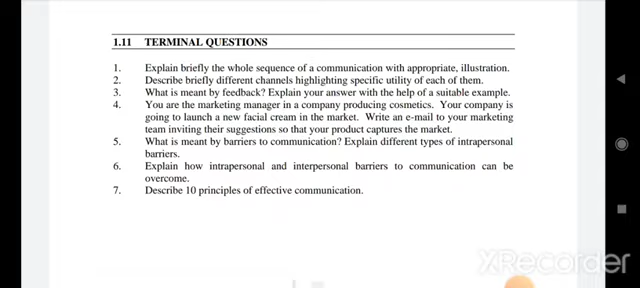 1.11 TERMINAL QUESTIONS
1. Explain briefly the whole sequence of a communication with appropriate, illustration.
2. Describe briefly different channels highlighting specific utility of each of them.
3. What is meant by feedback? Explain your answer with the help of a suitable example.
4. You are the marketing manager in a company producing cosmetics. Your company is
going to launch a new facial cream in the market. Write an e-mail to your marketing
team inviting their suggestions so that your product captures the market.
5. What is meant by barriers to communication? Explain different types of intrapersonal
barriers.
6. Explain how intrapersonal and interpersonal barriers to communication can be
overcome.
7. Describe 10 principles of effective communication.
XRecorder